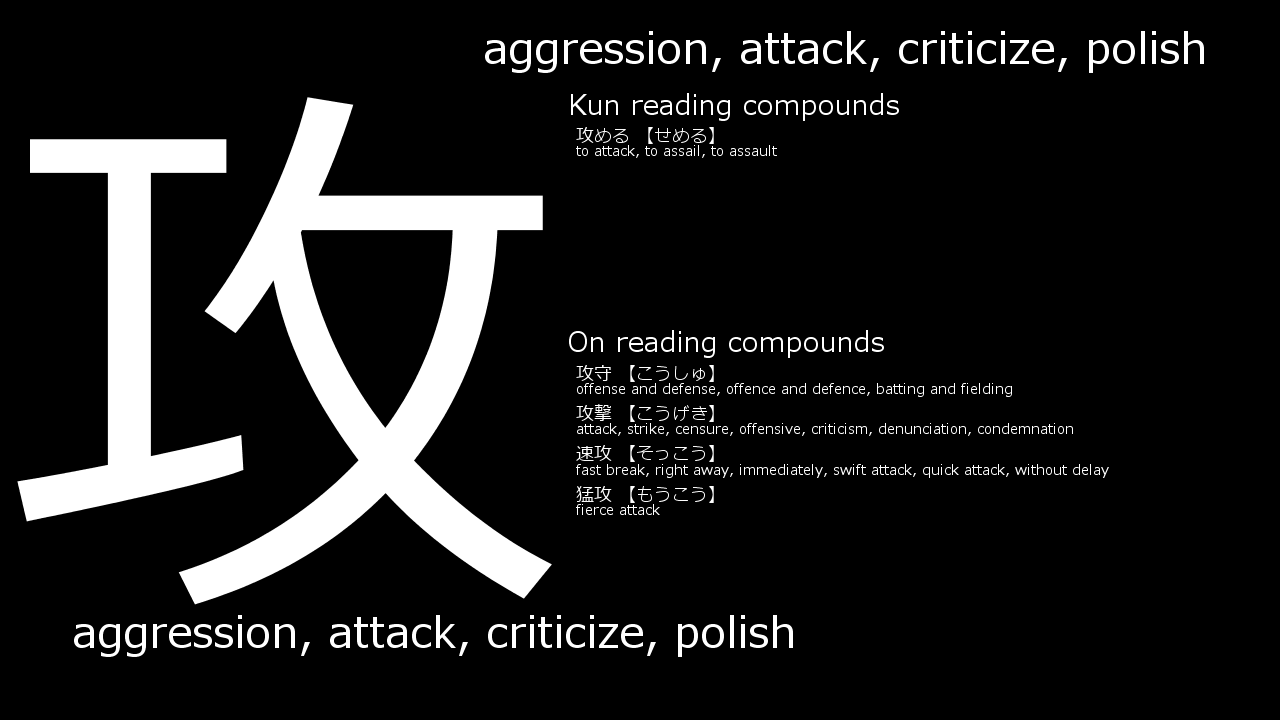 aggression, attack, criticize, polish
攻
Kun reading compounds
攻める 【せめる】
to attack, to assail, to assault
On reading compounds
攻守 【こうしゅ】
offense and defense, offence and defence, batting and fielding
攻撃 【こうげき】
attack, strike, censure, offensive, criticism, denunciation, condemnation
速攻 【そっこう】
fast break, right away, immediately, swift attack, quick attack, without delay
猛攻 【もうこう】
fierce attack
aggression, attack, criticize, polish